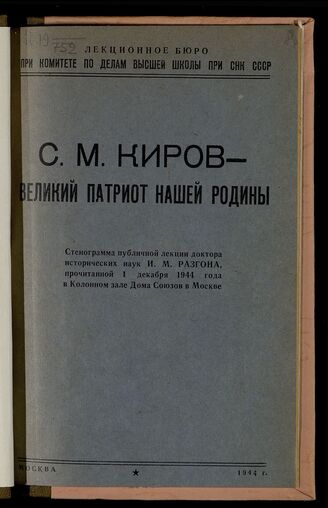 759
ЛЕКЦИОННОЕ БЮРО
ПРИ КОМИТЕТЕ ПО ДЕЛАМ ВЫСШЕЙ ШКОЛЫ ПРИ СНК СССР
С. М. КИРОВ—
ВЕЛИКИЙ ПАТРИОТ НАШЕЙ РОДИНЫ
Стенограмма публичной лекции доктора
исторических наук И. М. РАЗГОНА,
прочитанной 1 декабря 1944 года
в Колонном зале Дома Союзов в Москве
МОСКВА ★ 1944 г.